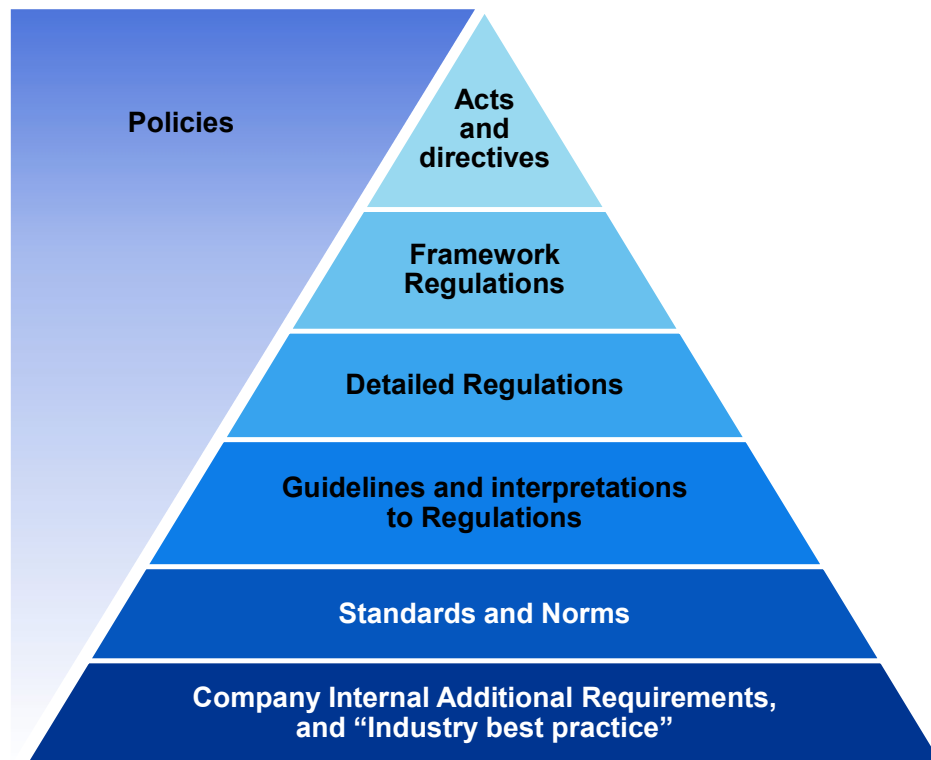 Policies
Acts
and
directives
Framework
Regulations
Detailed Regulations
Guidelines and interpretations
to Regulations
Standards and Norms
Company Internal Additional Requirements,
and “Industry best practice”